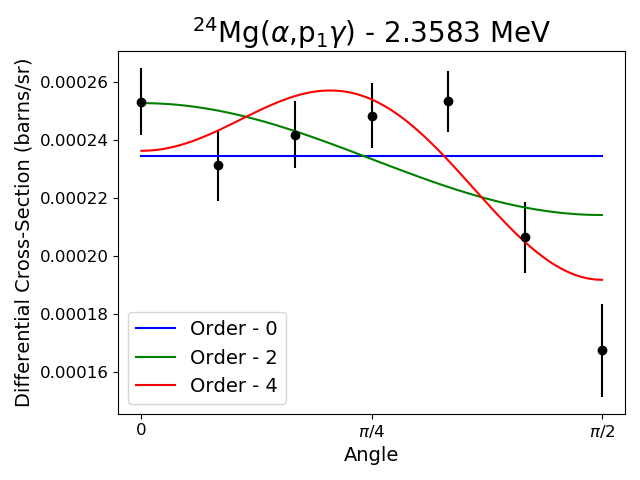 ²⁴Mg(α,p₁γ) - 2.3583 MeV
Differential Cross-Section (barns/sr)
0.00026
0.00024
0.00022
0.00020
0.00018
0.00016
Order - 0
Order - 2
Order - 4
0
π/4
π/2
Angle